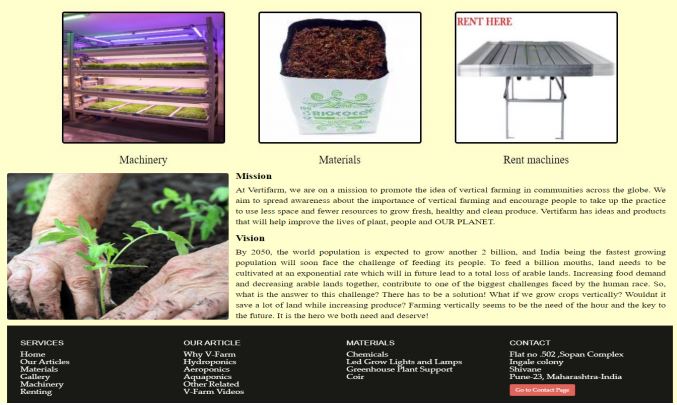 RENT HERE
RIOCOCO
Machinery
Materials
Rent machines
Mission
At Vertifarm, we are on a mission to promote the idea of vertical farming in communities across the globe. We
aim to spread awareness about the importance of vertical farming and encourage people to take up the practice
to use less space and fewer resources to grow fresh, healthy and clean produce. Vertifarm has ideas and products
that will help improve the lives of plant, people and OUR PLANET.
Vision
By 2050, the world population is expected to grow another 2 billion, and India being the fastest growing
population will soon face the challenge of feeding its people. To feed a billion mouths, land needs to be
cultivated at an exponential rate which will in future lead to a total loss of arable lands. Increasing food demand
and decreasing arable lands together, contribute to one of the biggest challenges faced by the human race. So,
what is the answer to this challenge? There has to be a solution! What if we grow crops vertically? Wouldnt it
save a lot of land while increasing produce? Farming vertically seems to be the need of the hour and the key to
the future. It is the hero we both need and deserve!
SERVICES
Home
Our Articles
Materials
Gallery
Machinery
Renting
OUR ARTICLE
Why V-Farm
Hydroponics
Aeroponics
Aquaponics
Other Related
V-Farm Videos
MATERIALS
Chemicals
Led Grow Lights and Lamps
Greenhouse Plant Support
Coir
CONTACT
Flat no .502 ,Sopan Complex
Ingale colony
Shivane
Pune-23, Maharashtra-India
Go to Contact Page